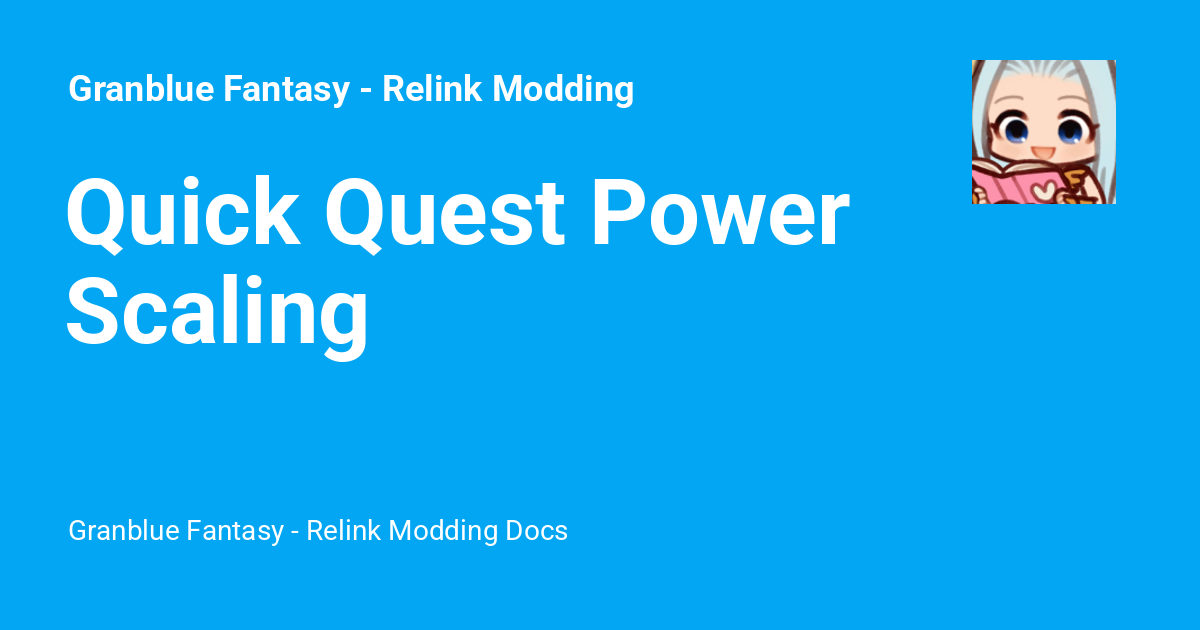 Granblue Fantasy - Relink Modding
Quick Quest Power
Scaling
Granblue Fantasy - Relink Modding Docs